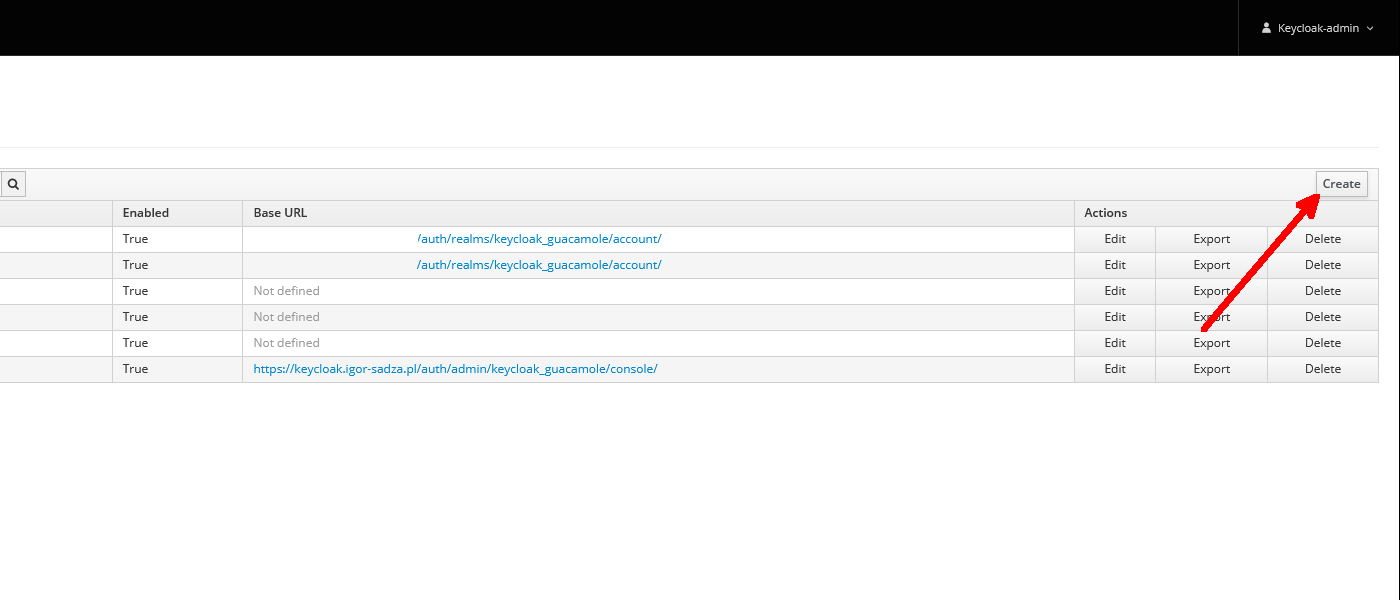 Keycloak-admin
Create
Enabled Base URL Actions
True /auth/realms/keycloak_guacamole/account/ Edit Export Delete
True /auth/realms/keycloak_guacamole/account/ Edit Export Delete
True Not defined Edit Export Delete
True Not defined Edit Export Delete
True Not defined Edit Export Delete
True https://keycloak.igor-sadza.pl/auth/admin/keycloak_guacamole/console/ Edit Export Delete